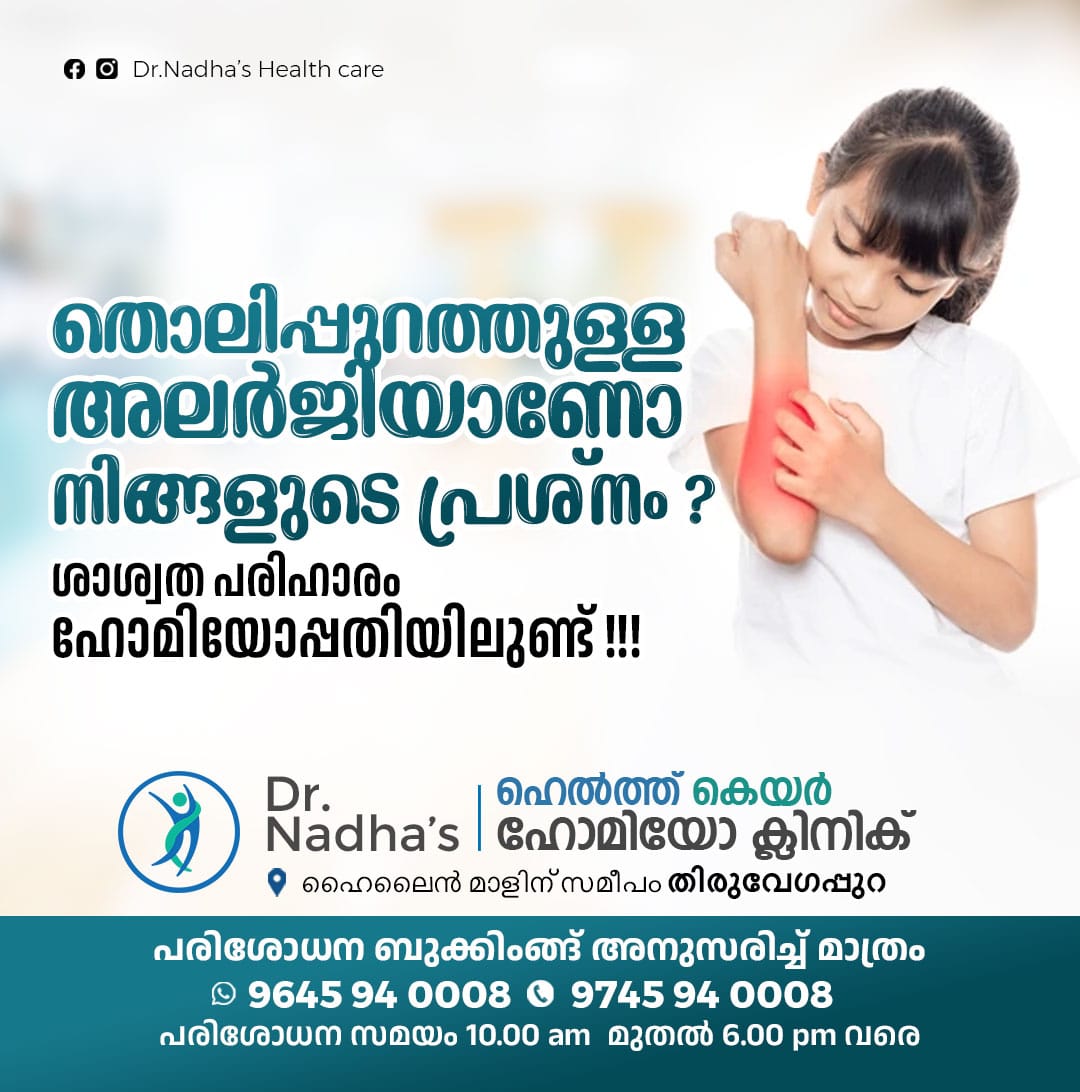 Dr.Nadha's Health care
തൊലിപ്പുറത്തുള്ള
അലർജിയാണോ
നിങ്ങളുടെ പ്രശ്നം ?
ശാശ്വത പരിഹാരം
ഹോമിയോപ്പതിയിലുണ്ട് !!!
Dr.
Nadha's
ഹെൽത്ത് കെയർ
ഹോമിയോ ക്ലിനിക്
ഹൈലൈൻ മാളിന് സമീപം തിരുവേഗപ്പുറ
പരിശോധന ബുക്കിംങ്ങ് അനുസരിച്ച് മാത്രം
9645 94 0008 9745 94 0008
പരിശോധന സമയം 10.00 am മുതൽ 6.00 pm വരെ